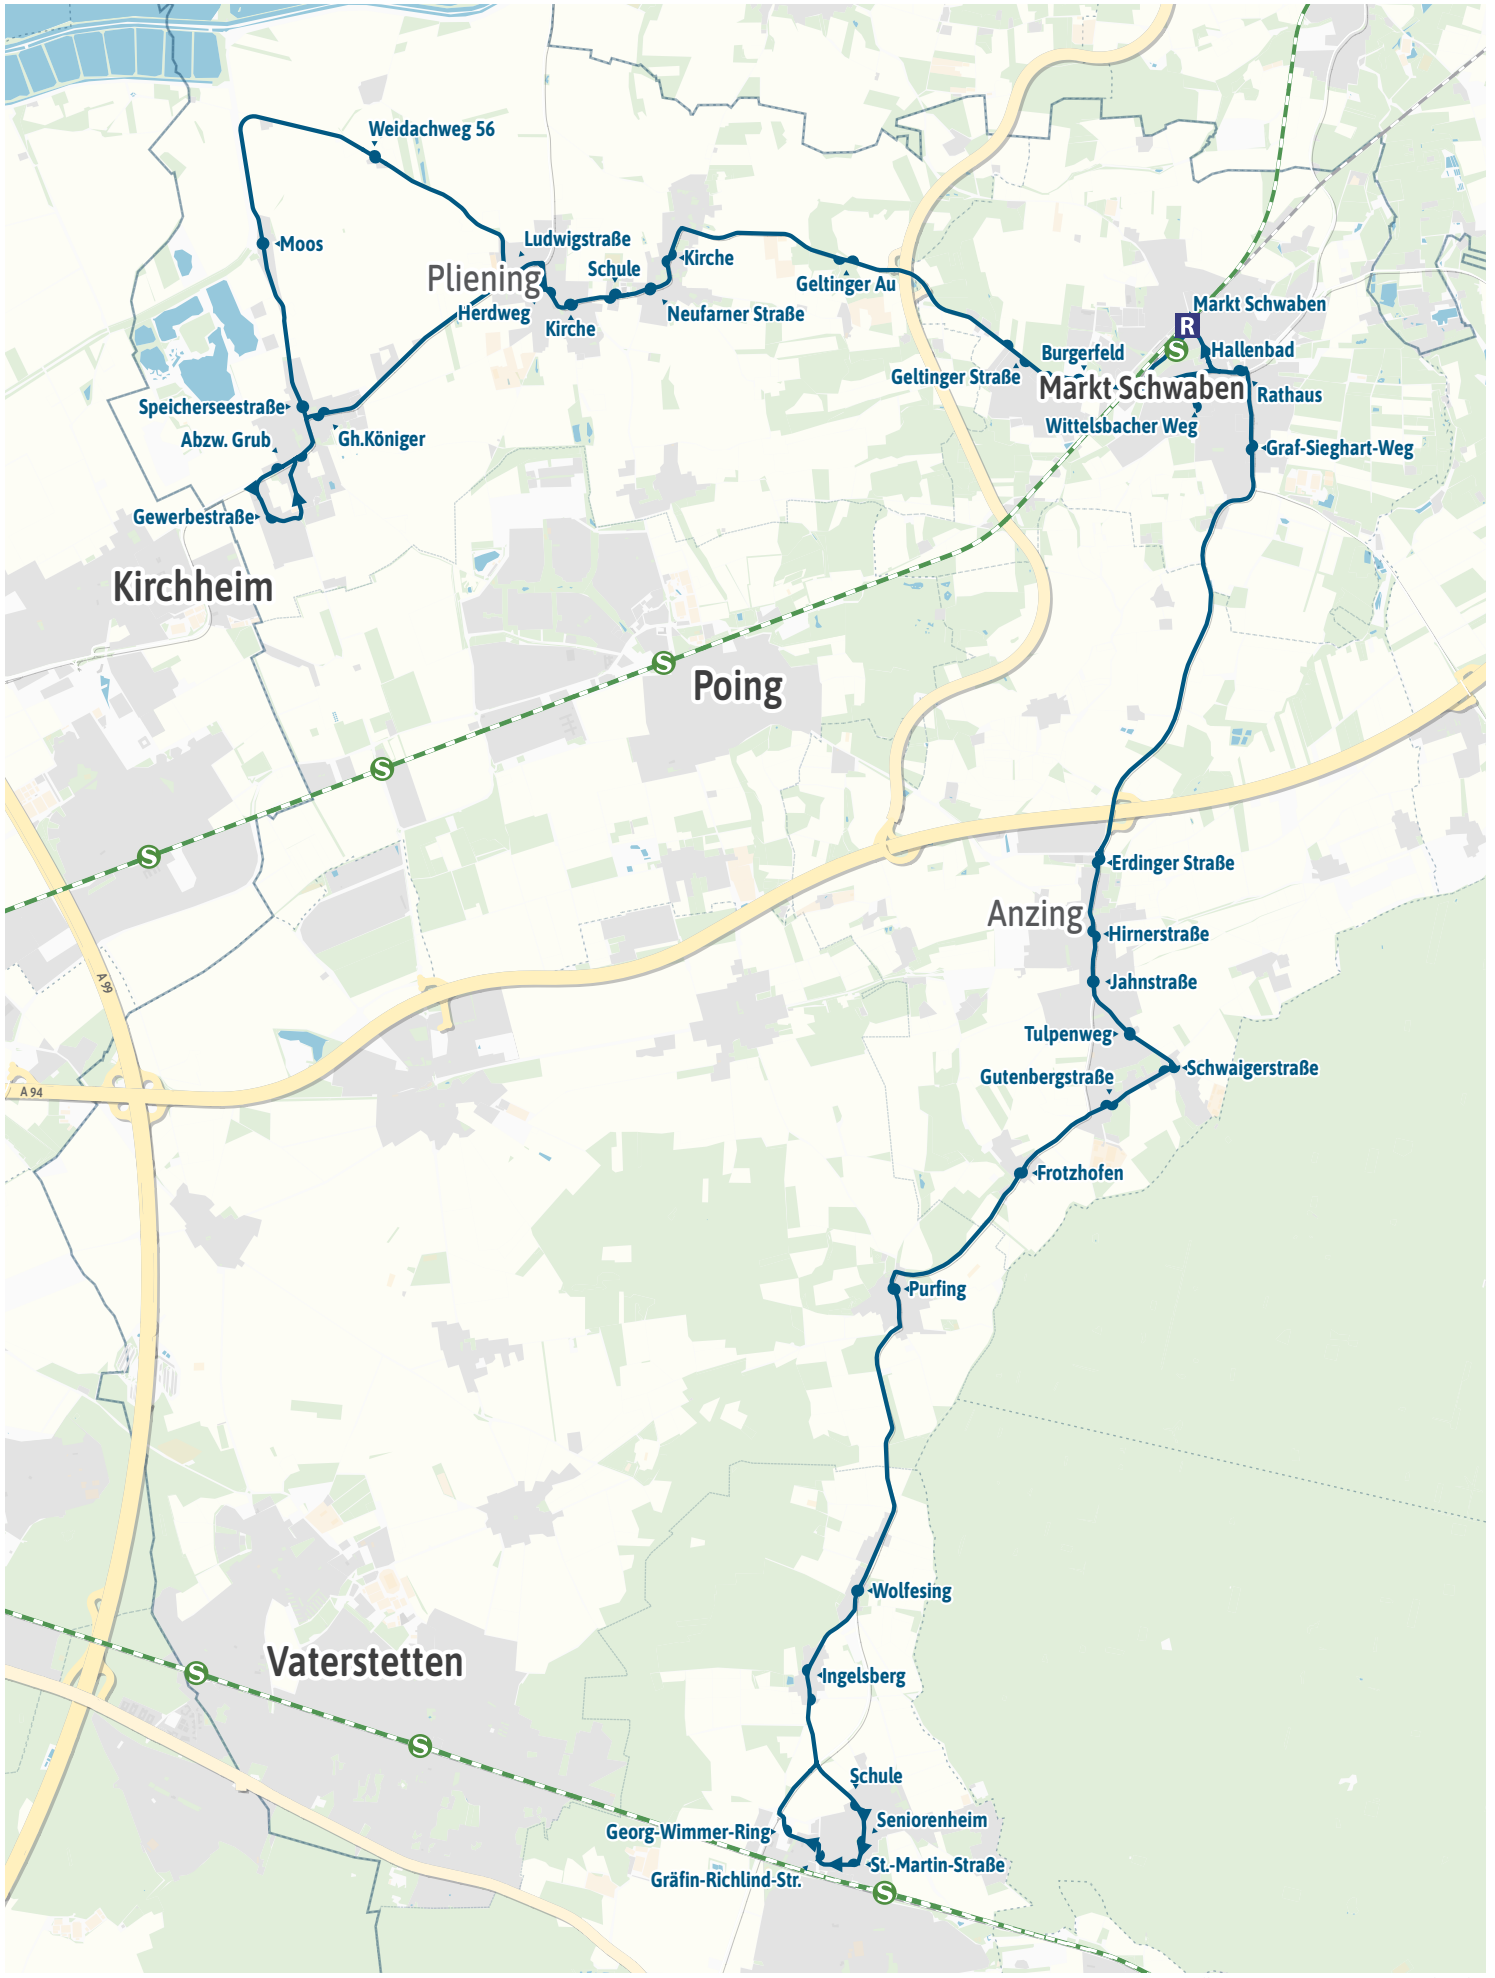 Weidachweg 56
Moos
Ludwigstraße
Schule
Kirche
Pliening
Geltinger Au
Herdweg
Kirche
Neufarner Straße
Markt Schwaben
R
S
Hallenbad
Burgerfeld
Geltinger Straße
Markt Schwaben
Rathaus
Wittelsbacher Weg
Graf-Sieghart-Weg
Speicherseestraße
Abzw. Grub
Gh.Königer
Gewerbestraße
Kirchheim
S
Poing
S
S
Erdinger Straße
Anzing
Hirnerstraße
A 99
Jahnstraße
Tulpenweg
Schwaigerstraße
Gutenbergstraße
A 94
Frotzhofen
Purfing
Wolfesing
Vaterstetten
S
Ingelsberg
S
Schule
Seniorenheim
Georg-Wimmer-Ring
St.-Martin-Straße
Gräfin-Richlind-Str.
S